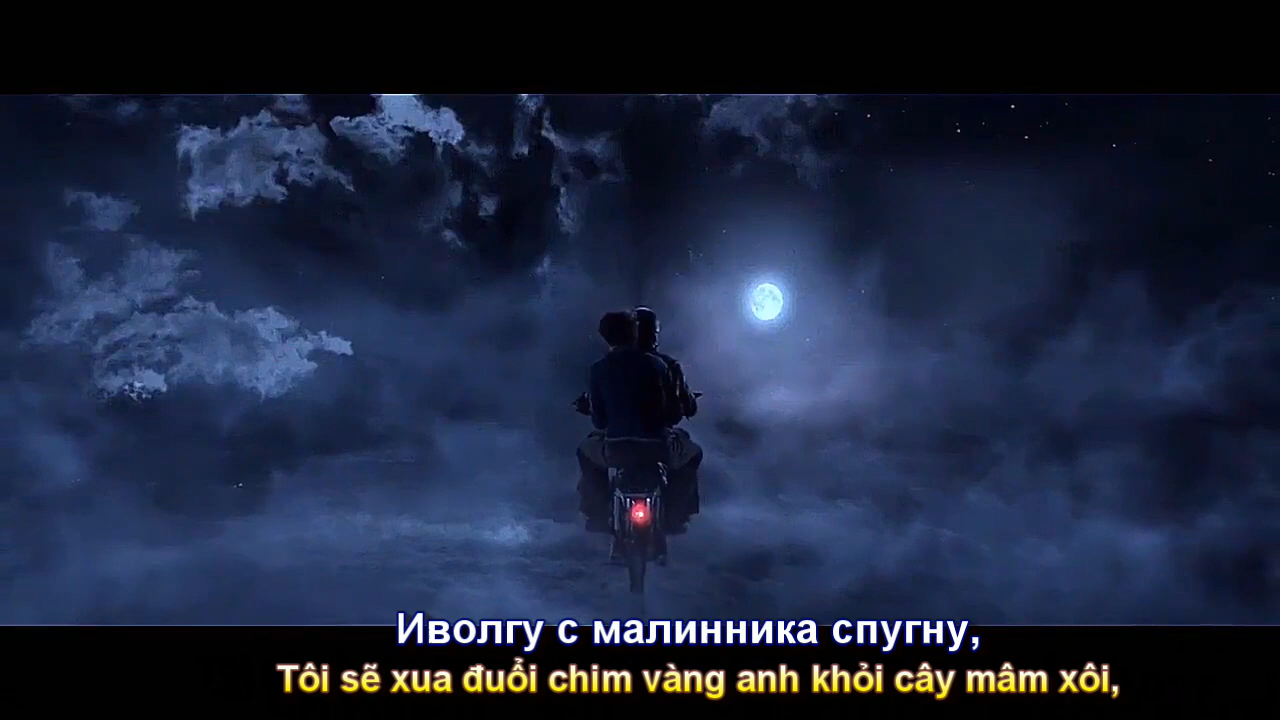 Иволгу с малинника спугну,
Tôi sẽ xua đuổi chim vàng anh khỏi cây mâm xôi,